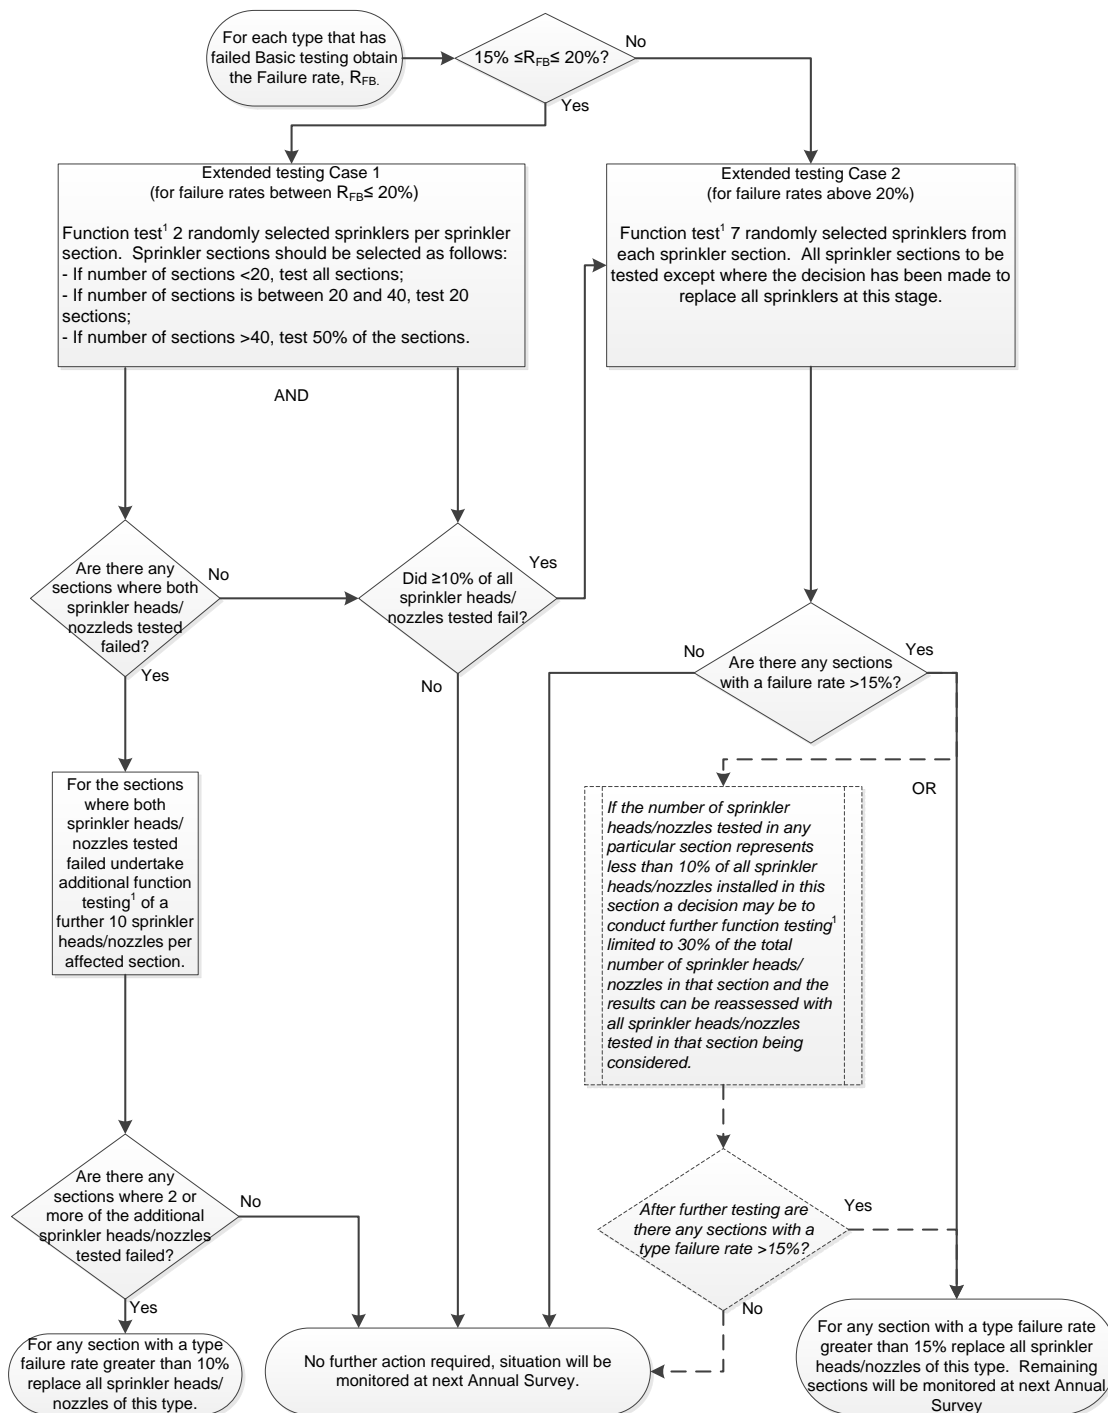 For each type that has
failed Basic testing obtain
the Failure rate, RFB.
15% ≤RFB≤ 20%?
No
Yes
Extended testing Case 1
(for failure rates between RFB≤ 20%)
Function test1 2 randomly selected sprinklers per sprinkler
section. Sprinkler sections should be selected as follows:
- If number of sections <20, test all sections;
- If number of sections is between 20 and 40, test 20
sections;
- If number of sections >40, test 50% of the sections.
Extended testing Case 2
(for failure rates above 20%)
Function test1 7 randomly selected sprinklers from
each sprinkler section. All sprinkler sections to be
tested except where the decision has been made to
replace all sprinklers at this stage.
AND
Are there any
sections where both
sprinkler heads/
nozzleds tested
failed?
No
Yes
Did ≥10% of all
sprinkler heads/
nozzles tested fail?
Yes
No
Are there any sections
with a failure rate >15%?
No
Yes
For the sections
where both
sprinkler heads/
nozzles tested
failed undertake
additional function
testing1 of a
further 10 sprinkler
heads/nozzles per
affected section.
OR
If the number of sprinkler
heads/nozzles tested in any
particular section represents
less than 10% of all sprinkler
heads/nozzles installed in this
section a decision may be to
conduct further function testing1
limited to 30% of the total
number of sprinkler heads/
nozzles in that section and the
results can be reassessed with
all sprinkler heads/nozzles
tested in that section being
considered.
Are there any
sections where 2 or
more of the additional
sprinkler heads/nozzles
tested failed?
No
Yes
After further testing are
there any sections with a
type failure rate >15%?
Yes
No
For any section with a type
failure rate greater than 10%
replace all sprinkler heads/
nozzles of this type.
No further action required, situation will be
monitored at next Annual Survey.
For any section with a type failure rate
greater than 15% replace all sprinkler
heads/nozzles of this type. Remaining
sections will be monitored at next Annual
Survey